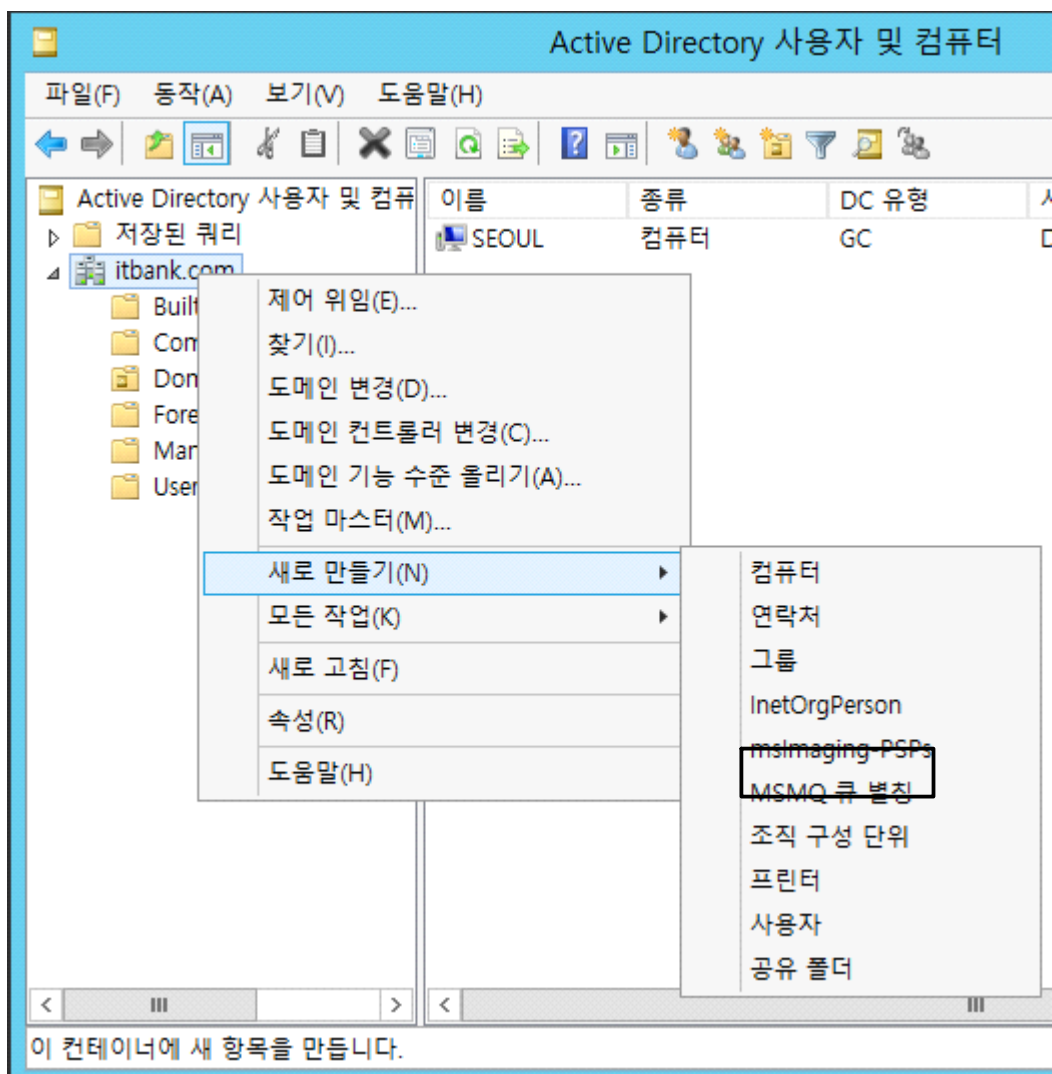 Active Directory 사용자 및 컴퓨터
파일(F) 동작(A) 보기(V) 도움말(H)
Active Directory 사용자 및 컴퓨
저장된 쿼리
itbank.com
Built
Com
Dom
Fore
Man
User
이름 종류 DC 유형
SEOUL 컴퓨터 GC
제어 위임(E)...
찾기(I)...
도메인 변경(D)...
도메인 컨트롤러 변경(C)...
도메인 기능 수준 올리기(A)...
작업 마스터(M)...
새로 만들기(N)
모든 작업(K)
새로 고침(F)
속성(R)
도움말(H)
컴퓨터
연락처
그룹
InetOrgPerson
msImaging-PSPs
MSMQ 큐 별칭
조직 구성 단위
프린터
사용자
공유 폴더
이 컨테이너에 새 항목을 만듭니다.